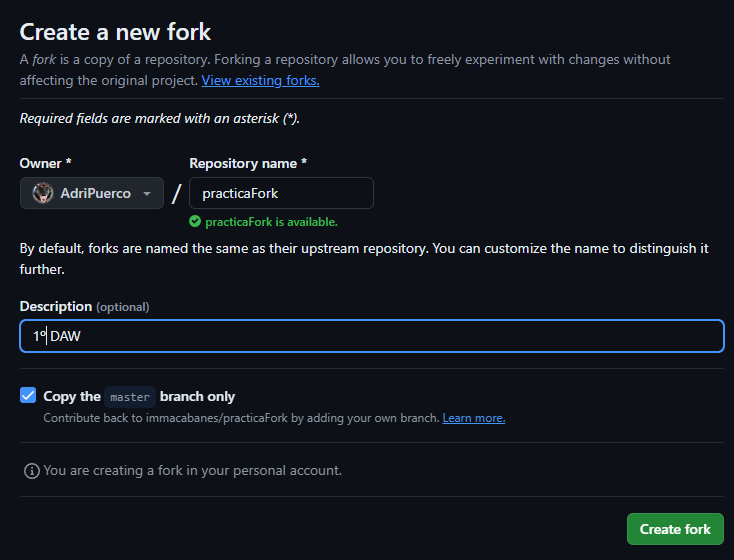 Create a new fork
A fork is a copy of a repository. Forking a repository allows you to freely experiment with changes without
affecting the original project. View existing forks.
Required fields are marked with an asterisk (*).
Owner * Repository name *
AdriPuerco / practicaFork
practicaFork is available.
By default, forks are named the same as their upstream repository. You can customize the name to distinguish it
further.
Description (optional)
1º DAW
Copy the master branch only
Contribute back to immacabanes/practicaFork by adding your own branch. Learn more.
You are creating a fork in your personal account.
Create fork